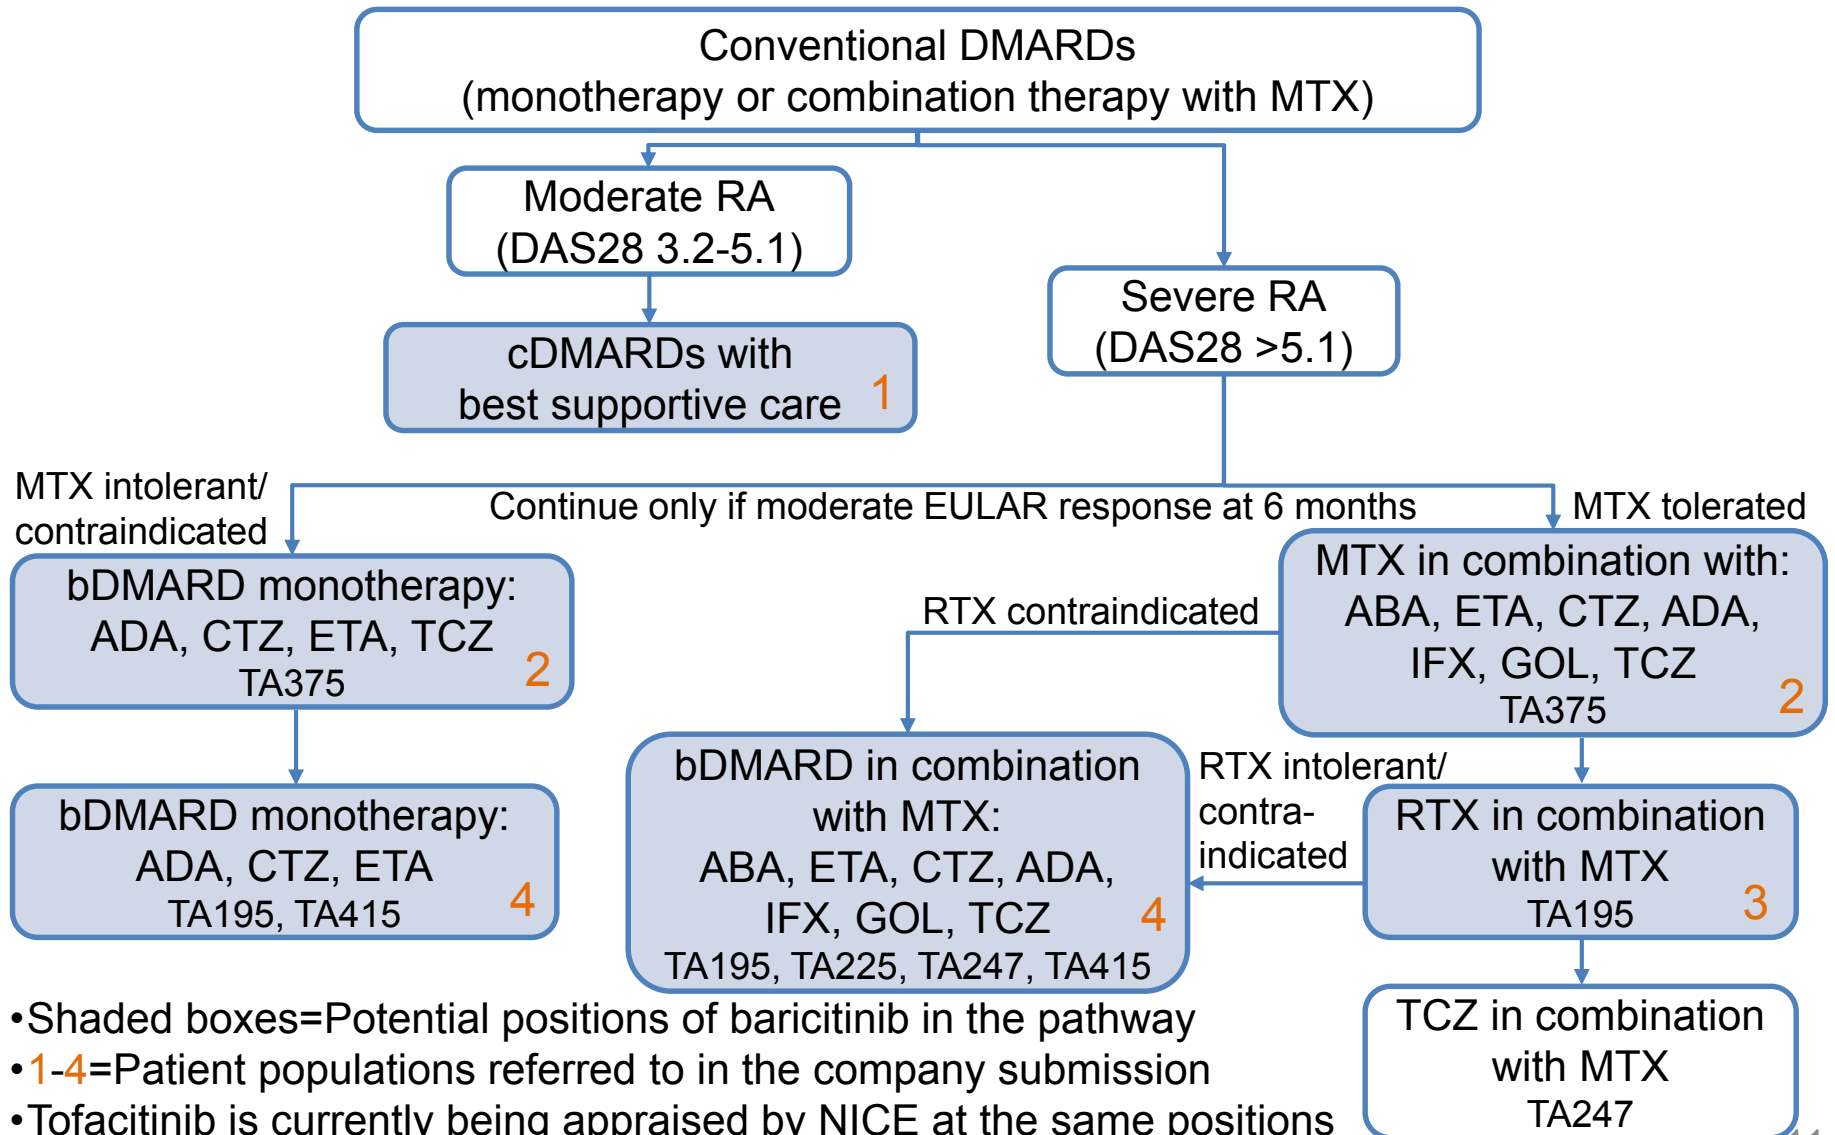 Conventional DMARDs
(monotherapy or combination therapy with MTX)
Moderate RA
(DAS28 3.2-5.1)
Severe RA
(DAS28 >5.1)
cDMARDs with
best supportive care 1
MTX intolerant/
contraindicated
Continue only if moderate EULAR response at 6 months
MTX tolerated
bDMARD monotherapy:
ADA, CTZ, ETA, TCZ
TA375
2
RTX contraindicated
MTX in combination with:
ABA, ETA, CTZ, ADA,
IFX, GOL, TCZ
TA375
2
bDMARD monotherapy:
ADA, CTZ, ETA
TA195, TA415
4
bDMARD in combination
with MTX:
ABA, ETA, CTZ, ADA,
IFX, GOL, TCZ
4
TA195, TA225, TA247, TA415
RTX intolerant/
contra-
indicated
RTX in combination
with MTX
TA195
3
TCZ in combination
with MTX
TA247
•Shaded boxes=Potential positions of baricitinib in the pathway
•1-4=Patient populations referred to in the company submission
•Tofacitinib is currently being appraised by NICE at the same positions